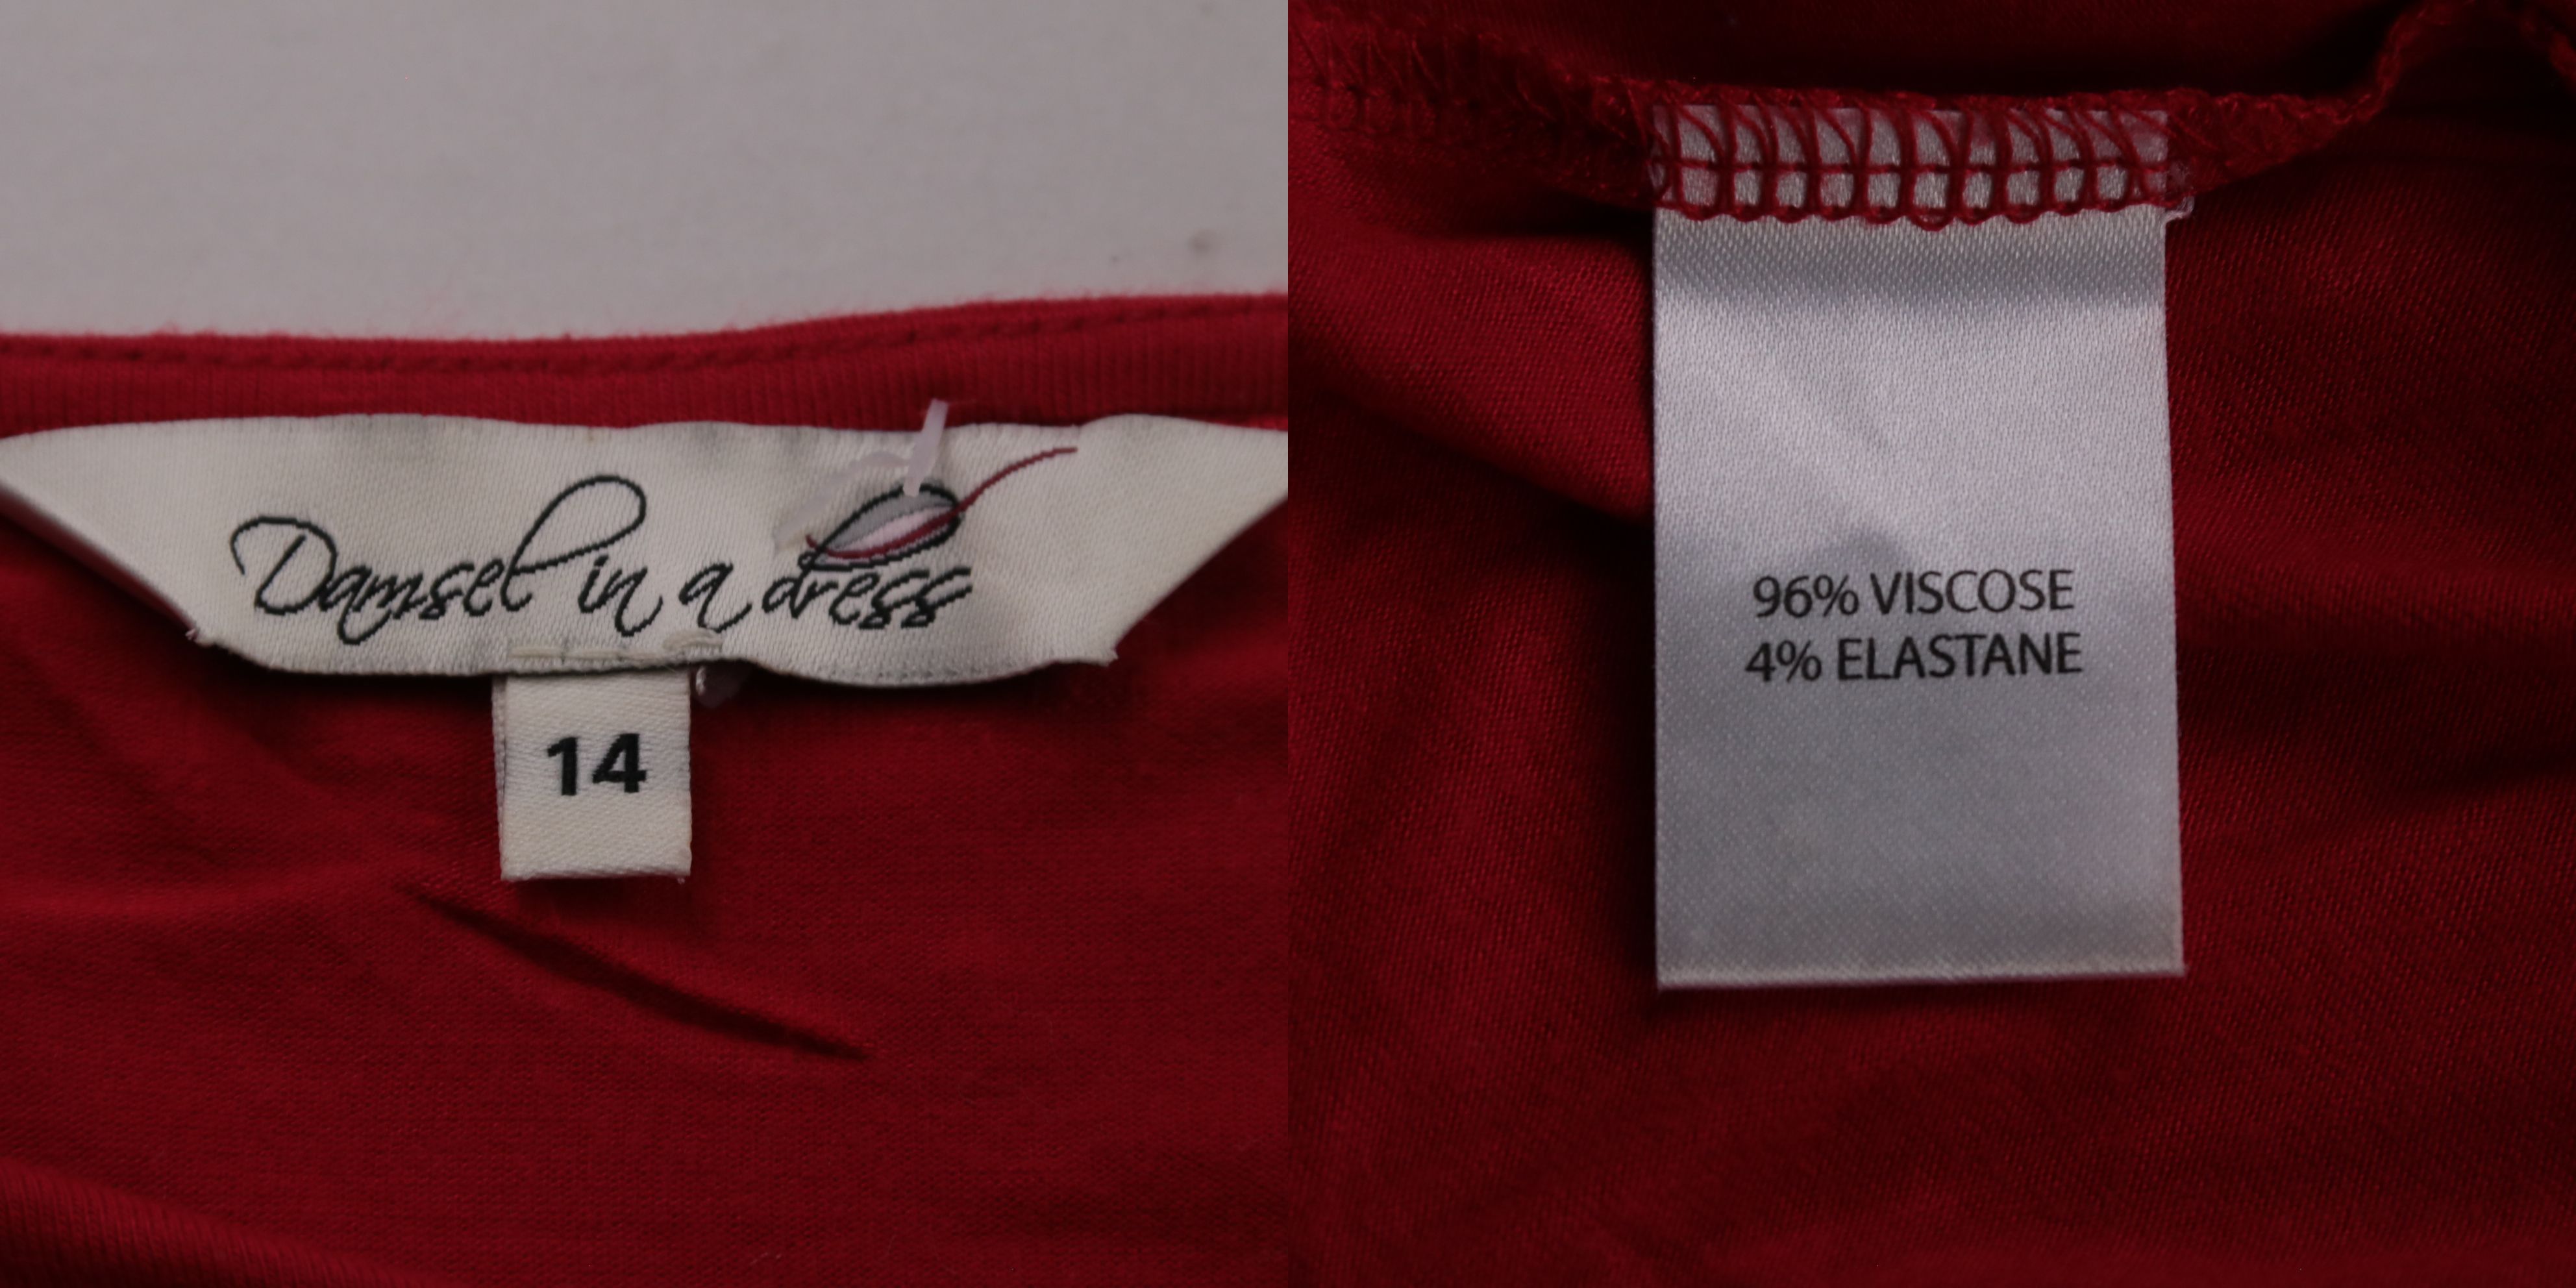 Damsel in a dress
14
96% VISCOSE
4% ELASTANE